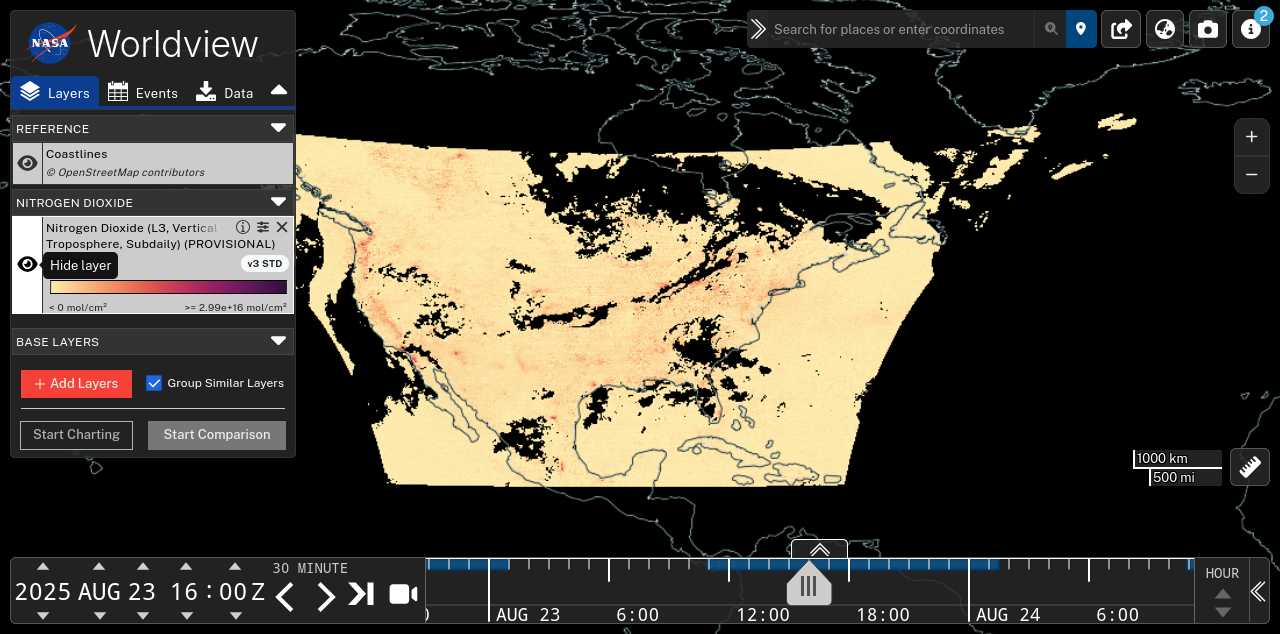 NASA Worldview
Search for places or enter coordinates
2
Layers Events Data
REFERENCE
Coastlines
© OpenStreetMap contributors
NITROGEN DIOXIDE
Nitrogen Dioxide (L3, Vertical
Troposphere, Subdaily) (PROVISIONAL)
Hide layer
v3 STD
< 0 mol/cm² >= 2.99e+16 mol/cm²
BASE LAYERS
+ Add Layers Group Similar Layers
Start Charting Start Comparison
+
−
1000 km
500 mi
2025 AUG 23 16 : 00 Z
30 MINUTE
AUG 23 6:00 12:00 18:00 AUG 24 6:00
HOUR